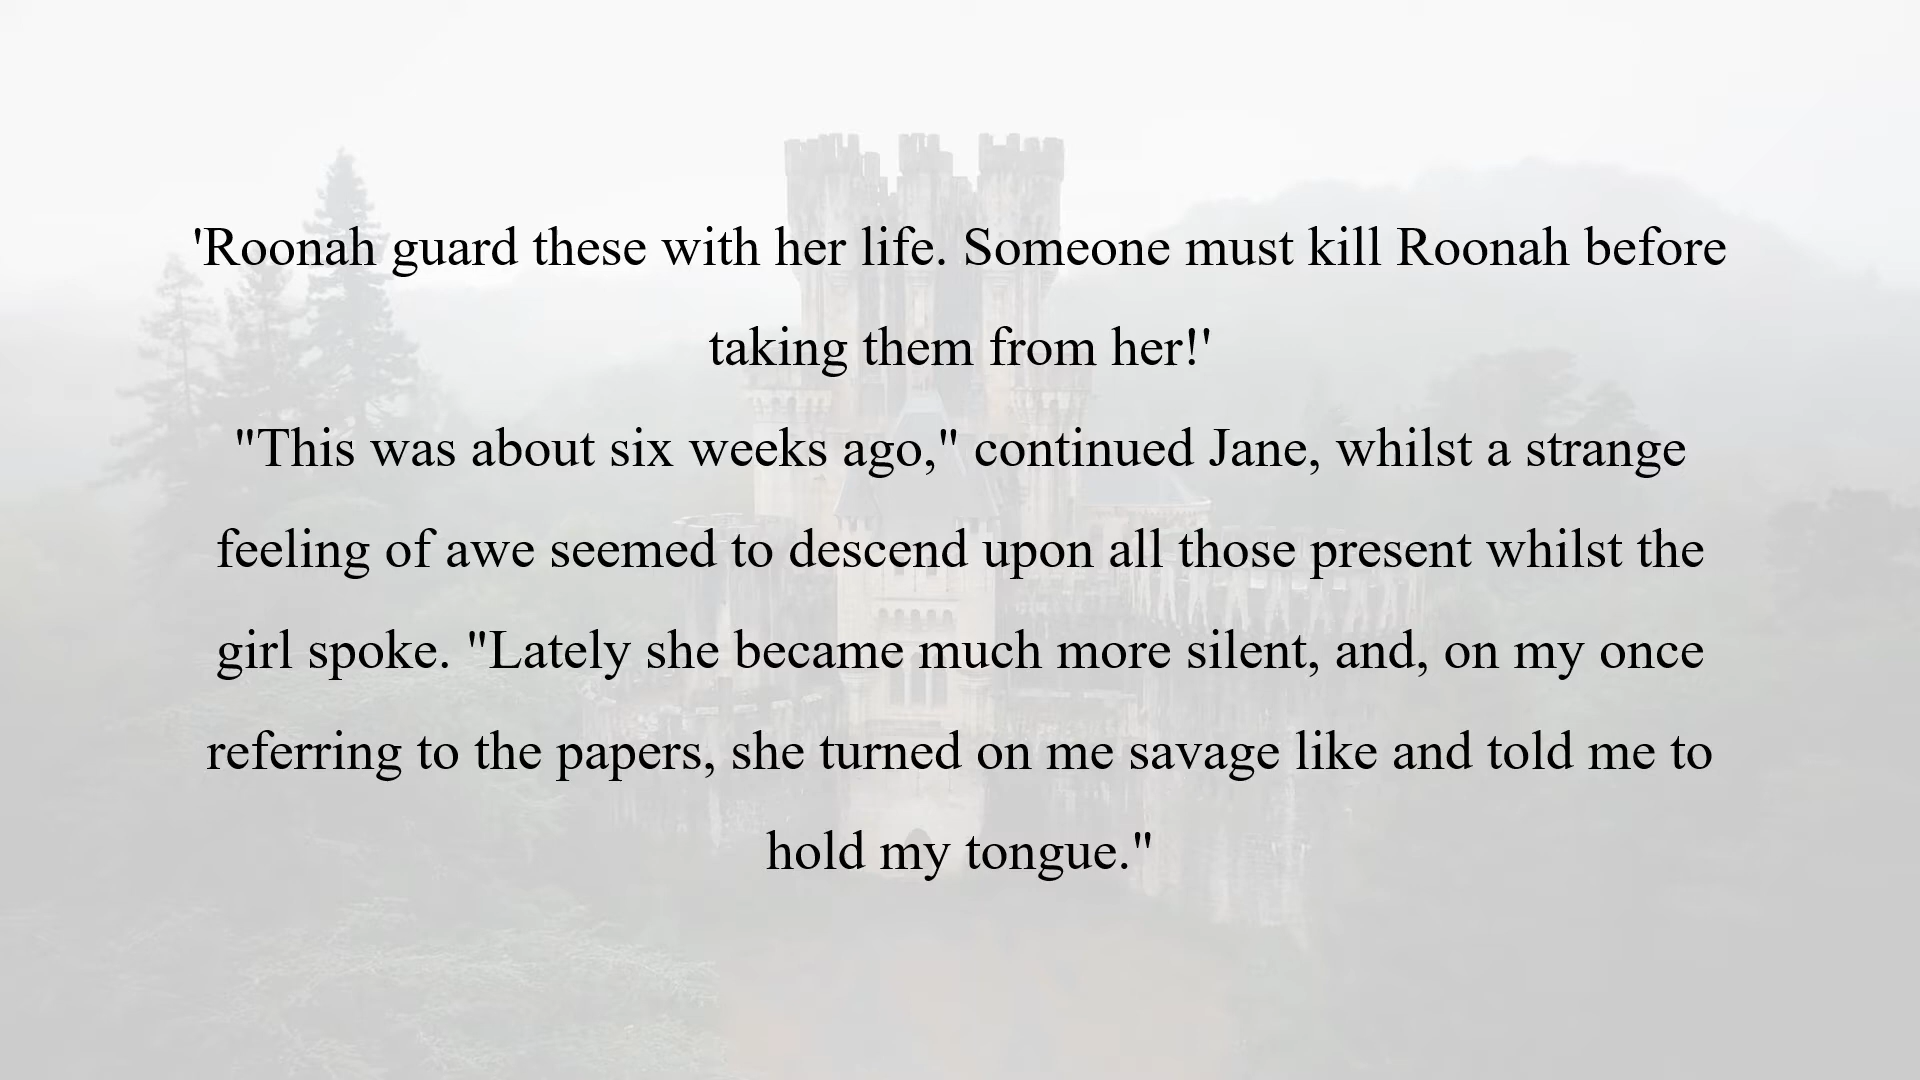 'Roonah guard these with her life. Someone must kill Roonah before
taking them from her!'
"This was about six weeks ago," continued Jane, whilst a strange
feeling of awe seemed to descend upon all those present whilst the
girl spoke. "Lately she became much more silent, and, on my once
referring to the papers, she turned on me savage like and told me to
hold my tongue."